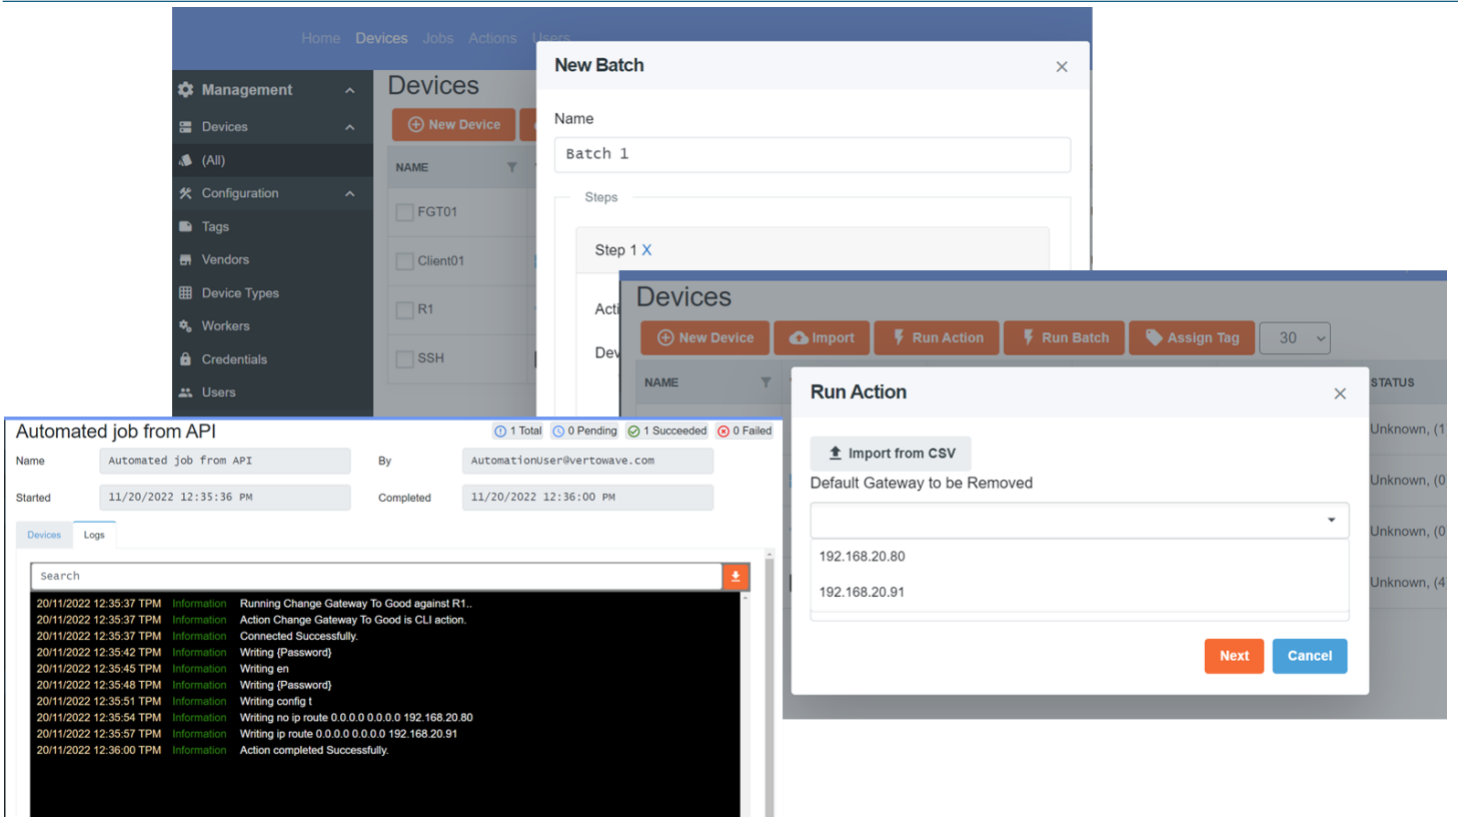 Home Devices Jobs Actions Users
Management
Devices
(All)
Configuration
Tags
Vendors
Device Types
Workers
Credentials
Users
Devices
New Device
NAME
FGT01
Client01
R1
SSH
New Batch
Name
Batch 1
Steps
Step 1 X
Devices
New Device Import Run Action Run Batch Assign Tag 30
NAME STATUS
Unknown, (1
Unknown, (0
Unknown, (0
Unknown, (4
Run Action
Import from CSV
Default Gateway to be Removed
192.168.20.80
192.168.20.91
Next Cancel
Automated job from API
1 Total 0 Pending 1 Succeeded 0 Failed
Name Automated job from API By AutomationUser@vertowave.com
Started 11/20/2022 12:35:36 PM Completed 11/20/2022 12:36:00 PM
Devices Logs
Search
20/11/2022 12:35:37 TPM Information Running Change Gateway To Good against R1..
20/11/2022 12:35:37 TPM Information Action Change Gateway To Good is CLI action.
20/11/2022 12:35:37 TPM Information Connected Successfully.
20/11/2022 12:35:42 TPM Information Writing {Password}
20/11/2022 12:35:45 TPM Information Writing en
20/11/2022 12:35:48 TPM Information Writing {Password}
20/11/2022 12:35:51 TPM Information Writing config t
20/11/2022 12:35:54 TPM Information Writing no ip route 0.0.0.0 0.0.0.0 192.168.20.80
20/11/2022 12:35:57 TPM Information Writing ip route 0.0.0.0 0.0.0.0 192.168.20.91
20/11/2022 12:36:00 TPM Information Action completed Successfully.